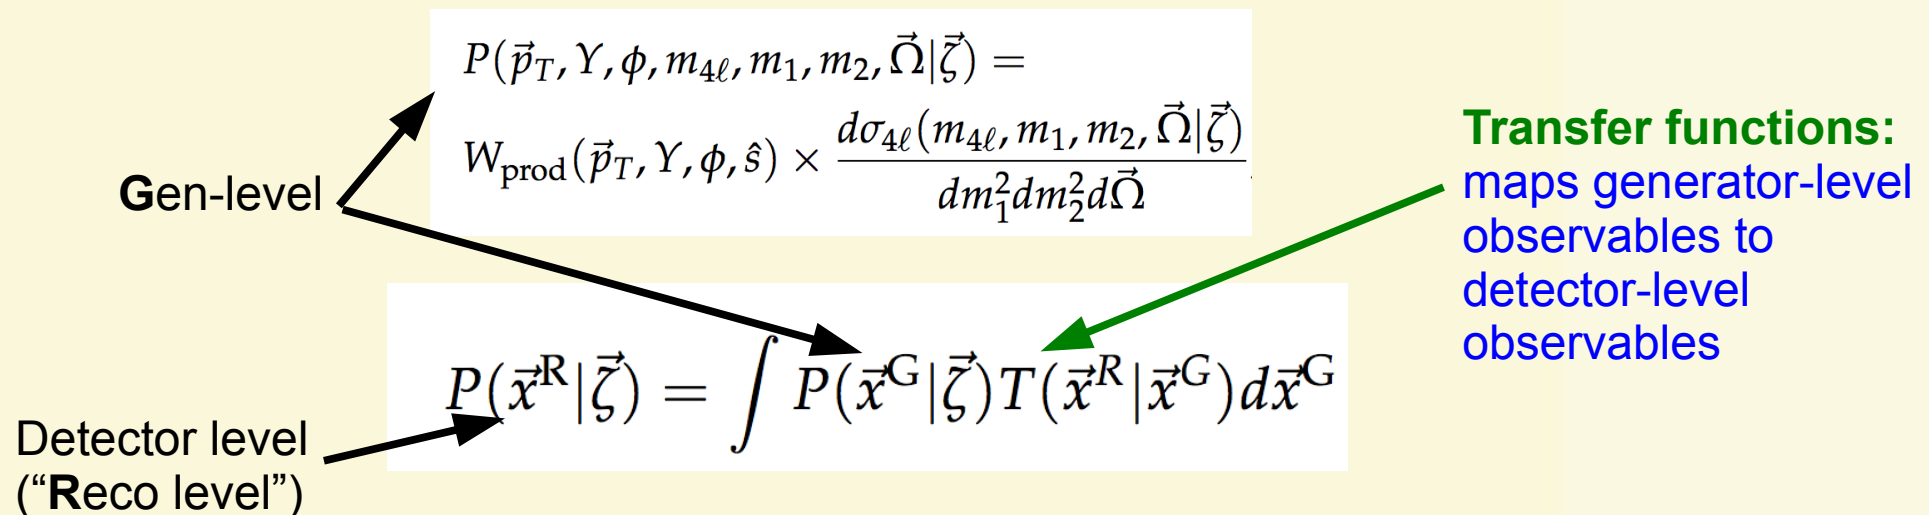 P(p⃗_T, Y, ϕ, m_{4ℓ}, m_1, m_2, Ω⃗|ζ⃗) =
W_prod(p⃗_T, Y, ϕ, ŝ) × dσ_{4ℓ}(m_{4ℓ}, m_1, m_2, Ω⃗|ζ⃗) / dm_1^2 dm_2^2 dΩ⃗ .
Gen-level
Transfer functions:
maps generator-level
observables to
detector-level
observables
P(x⃗^R|ζ⃗) = ∫ P(x⃗^G|ζ⃗)T(x⃗^R|x⃗^G)dx⃗^G
Detector level
(“Reco level”)